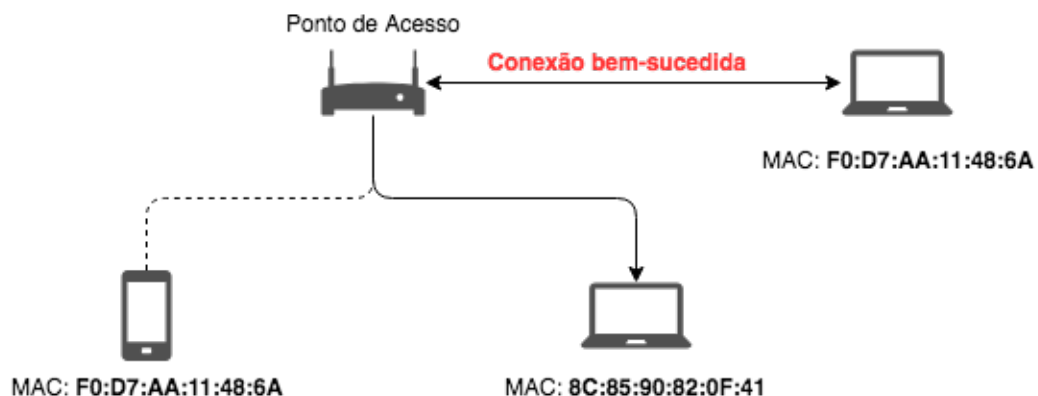 Ponto de Acesso
Conexão bem-sucedida
MAC: F0:D7:AA:11:48:6A
MAC: F0:D7:AA:11:48:6A
MAC: 8C:85:90:82:0F:41